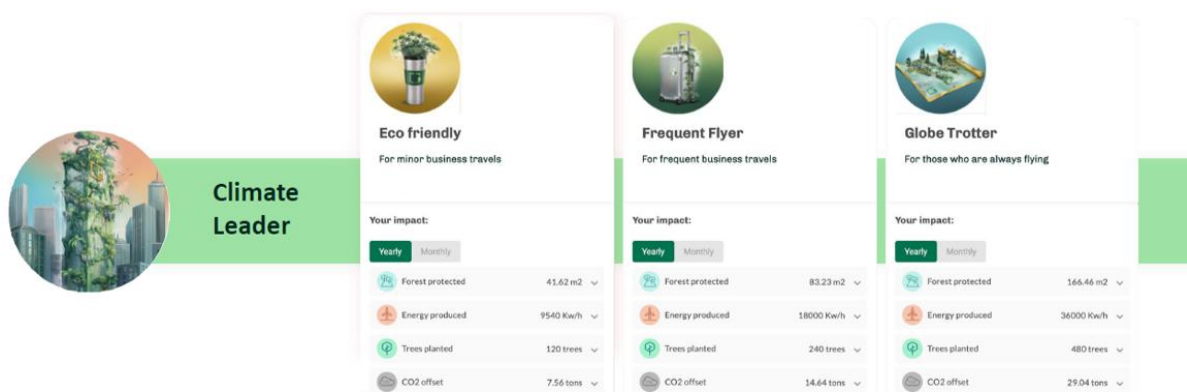 Climate
Leader
Eco friendly
For minor business travels
Your impact:
Yearly Monthly
Forest protected 41.62 m2
Energy produced 9540 Kw/h
Trees planted 120 trees
CO2 offset 7.56 tons
Frequent Flyer
For frequent business travels
Your impact:
Yearly Monthly
Forest protected 83.23 m2
Energy produced 18000 Kw/h
Trees planted 240 trees
CO2 offset 14.64 tons
Globe Trotter
For those who are always flying
Your impact:
Yearly Monthly
Forest protected 166.46 m2
Energy produced 36000 Kw/h
Trees planted 480 trees
CO2 offset 29.04 tons